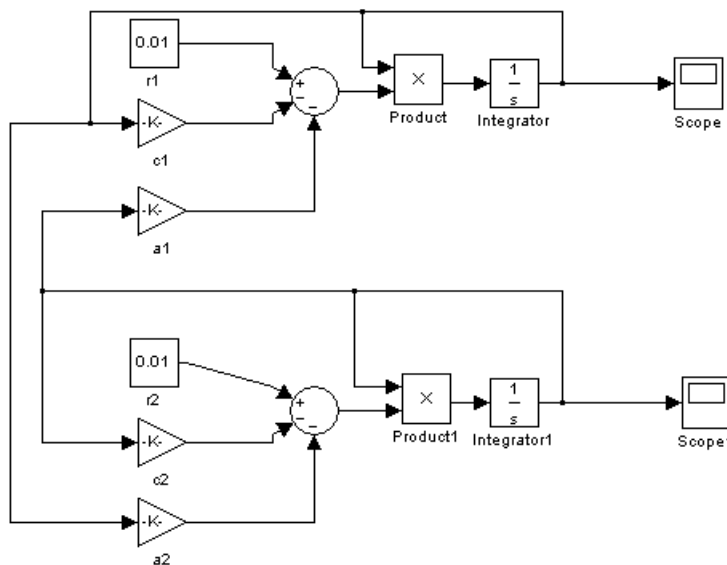 0.01
r1
+
−
−
-K-
c1
×
Product
1
s
Integrator
Scope
-K-
a1
0.01
r2
+
−
−
-K-
c2
×
Product1
1
s
Integrator1
Scope1
-K-
a2